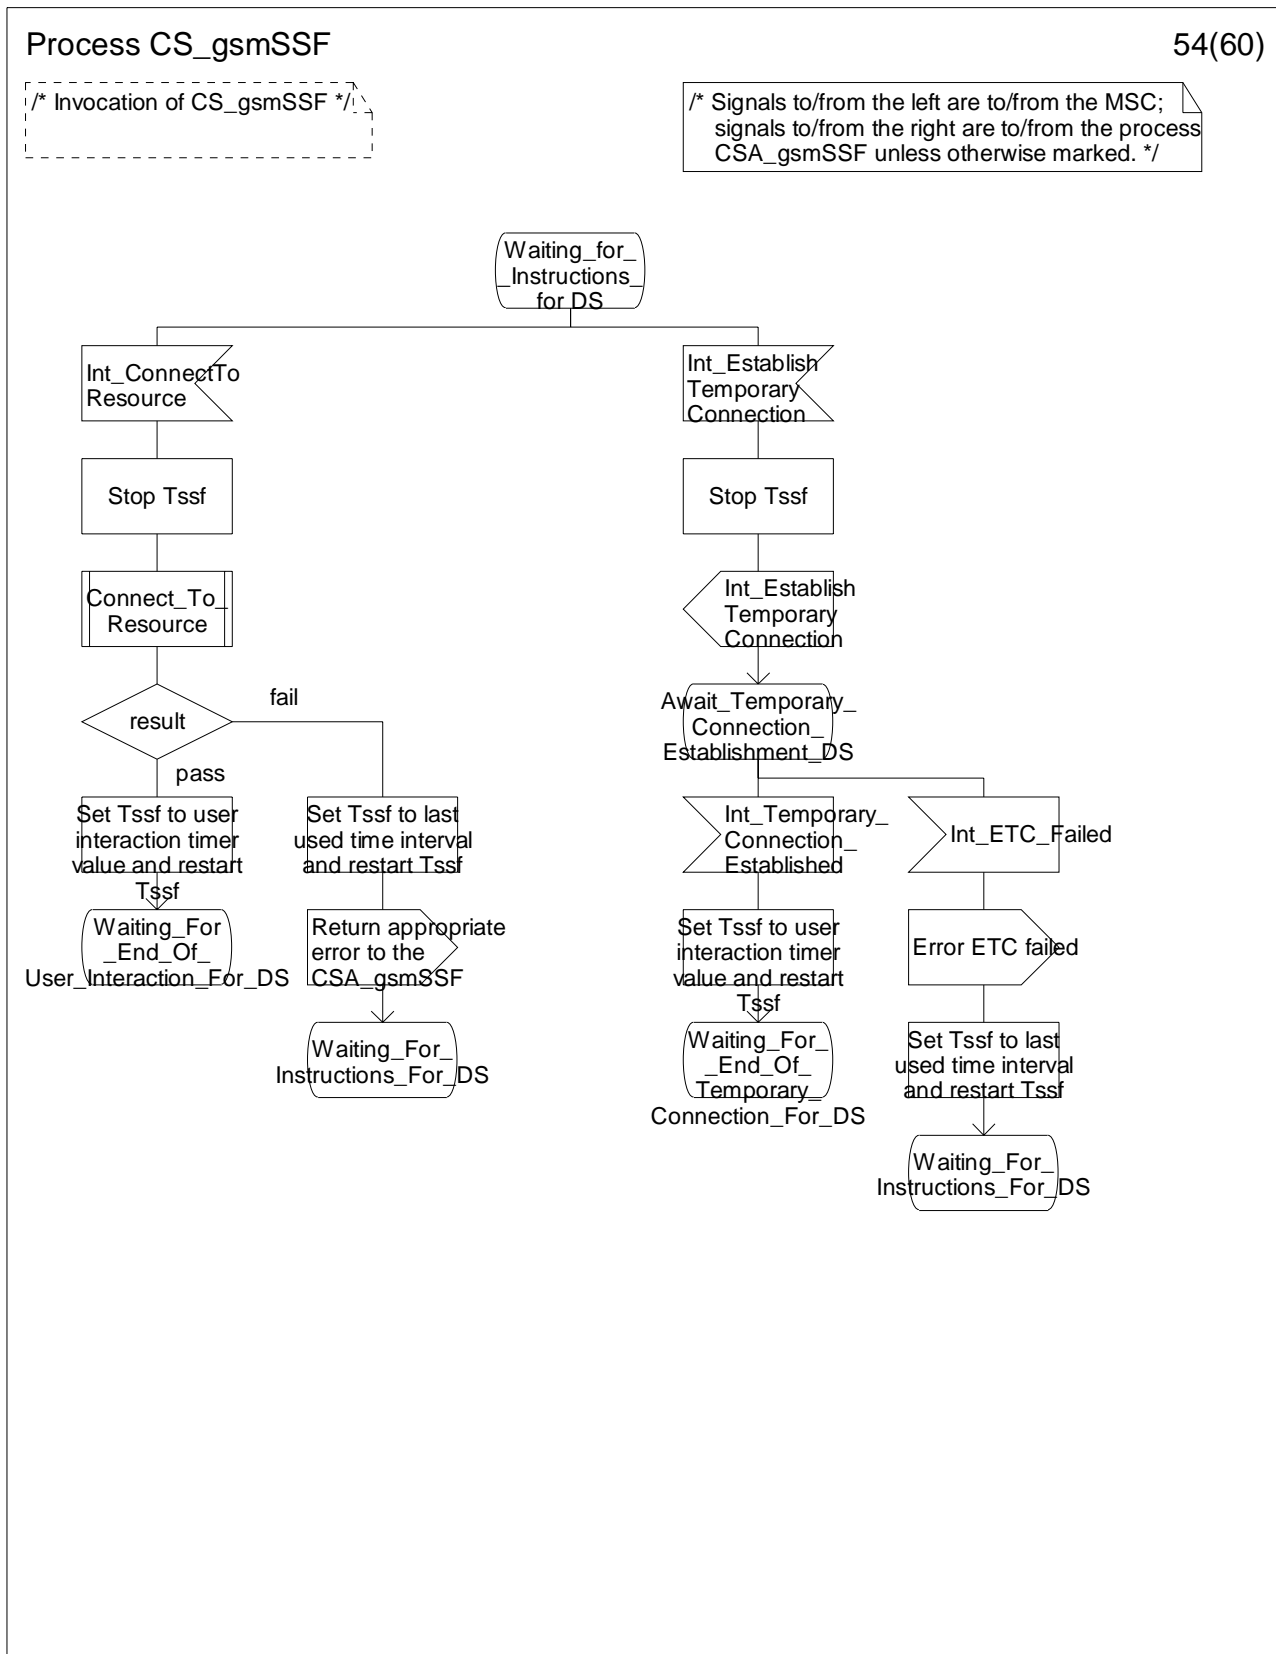 Process CS_gsmSSF
54(60)
/* Invocation of CS_gsmSSF */
/* Signals to/from the left are to/from the MSC;
signals to/from the right are to/from the process
CSA_gsmSSF unless otherwise marked. */
Waiting_for_
_Instructions_
for DS
Int_ConnectTo
Resource
Int_Establish
Temporary
Connection
Stop Tssf
Stop Tssf
Connect_To_
Resource
Int_Establish
Temporary
Connection
result
fail
pass
Await_Temporary_
Connection_
Establishment_DS
Set Tssf to user
interaction timer
value and restart
Tssf
Set Tssf to last
used time interval
and restart Tssf
Int_Temporary_
Connection_
Established
Int_ETC_Failed
Waiting_For
_End_Of_
User_Interaction_For_DS
Return appropriate
error to the
CSA_gsmSSF
Set Tssf to user
interaction timer
value and restart
Tssf
Error ETC failed
Waiting_For_
Instructions_For_DS
Waiting_For_
_End_Of_
Temporary_
Connection_For_DS
Set Tssf to last
used time interval
and restart Tssf
Waiting_For_
Instructions_For_DS